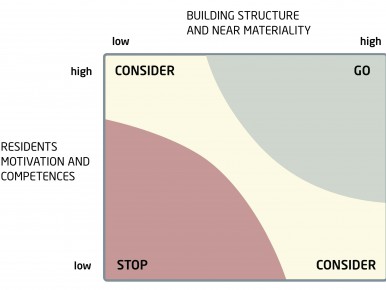 BUILDING STRUCTURE
AND NEAR MATERIALITY
low
high
high
CONSIDER
GO
RESIDENTS
MOTIVATION AND
COMPETENCES
low
STOP
CONSIDER